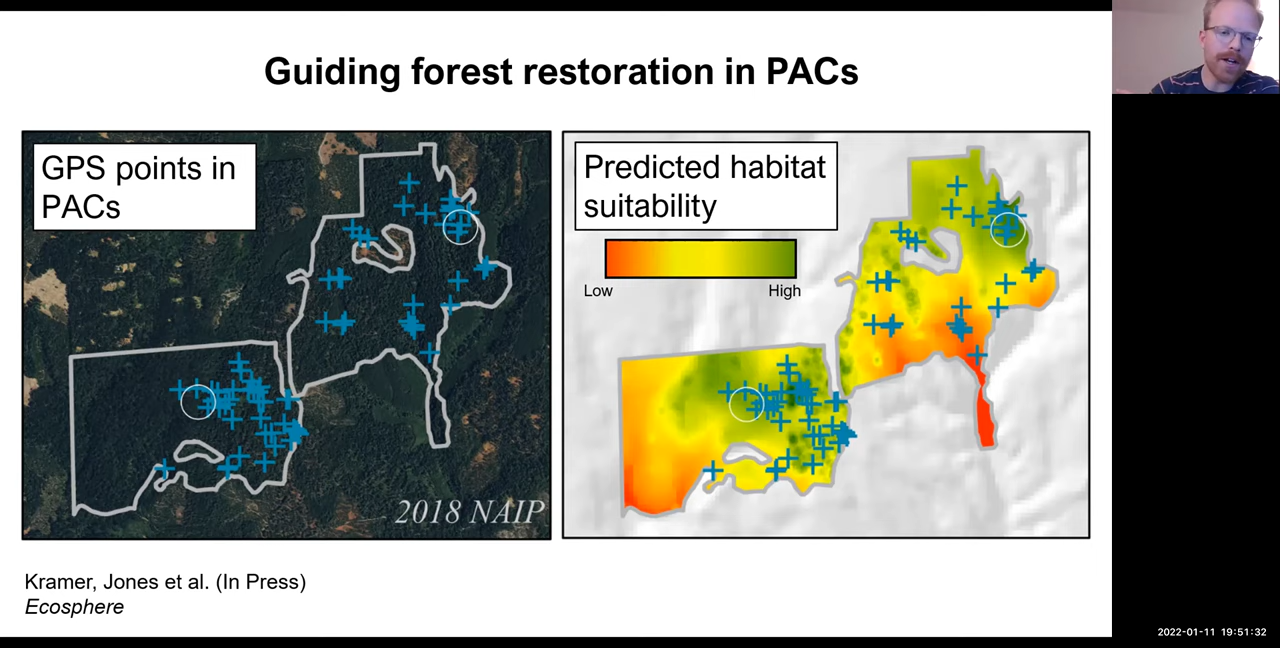 Guiding forest restoration in PACs
GPS points in
PACs
2018 NAIP
Predicted habitat
suitability
Low
High
Kramer, Jones et al. (In Press)
Ecosphere
2022-01-11 19:51:32